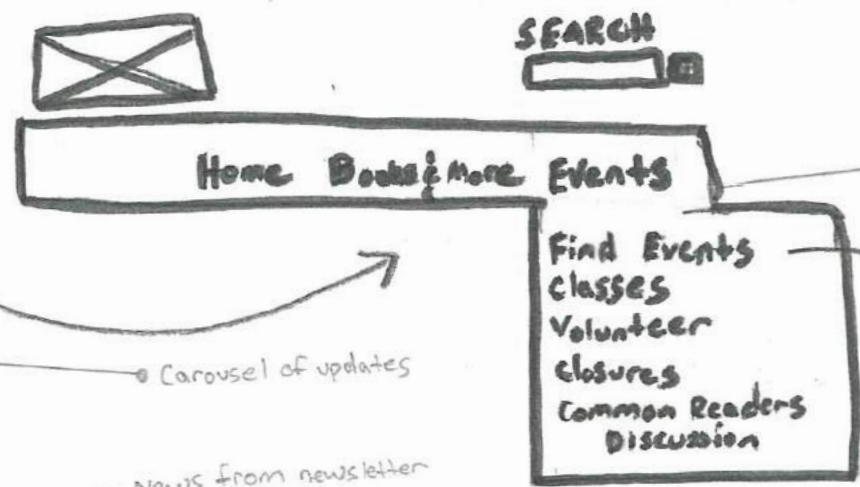 SEARCH
Home Books & More Events
Find Events
Classes
Volunteer
Closures
Common Readers
Discussion
Carousel of updates
News from newsletter